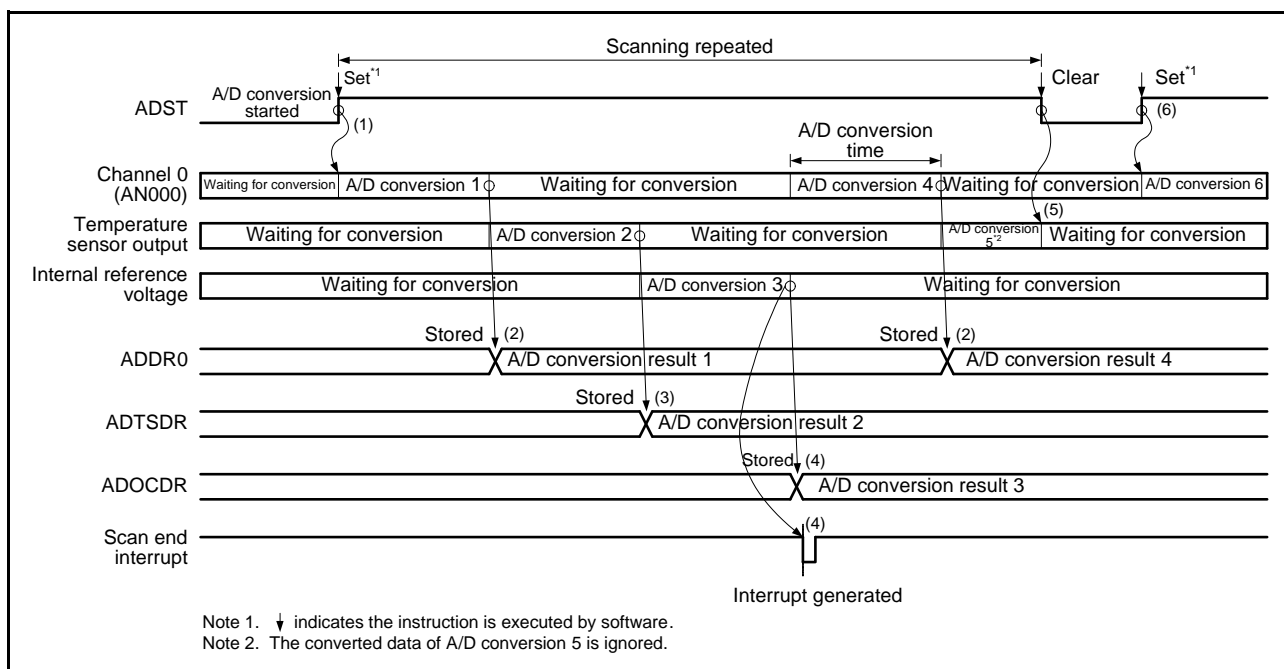 Scanning repeated
Set*1
Clear
Set*1
A/D conversion
started
ADST
(1)
(6)
A/D conversion
time
Channel 0
(AN000)
Waiting for conversion
A/D conversion 1
Waiting for conversion
A/D conversion 4
Waiting for conversion
A/D conversion 6
(5)
Temperature
sensor output
Waiting for conversion
A/D conversion 2
Waiting for conversion
A/D conversion
5*2
Waiting for conversion
Internal reference
voltage
Waiting for conversion
A/D conversion 3
Waiting for conversion
Stored
(2)
Stored
(2)
ADDR0
A/D conversion result 1
A/D conversion result 4
Stored
(3)
ADTSDR
A/D conversion result 2
Stored
(4)
ADOCDR
A/D conversion result 3
(4)
Scan end
interrupt
Interrupt generated
Note 1. indicates the instruction is executed by software.
Note 2. The converted data of A/D conversion 5 is ignored.